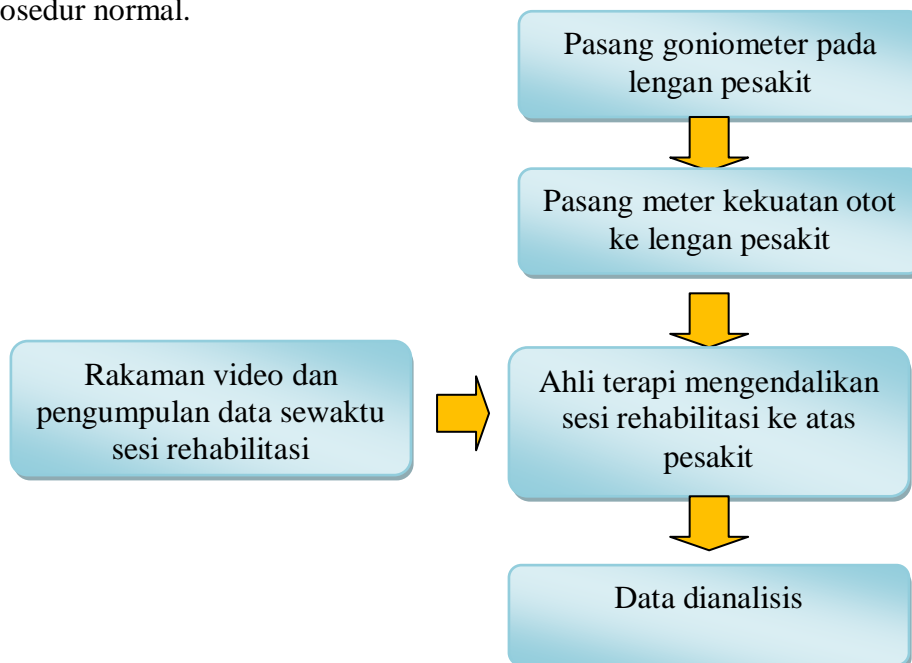 normal.
Pasang goniometer pada
lengan pesakit
Pasang meter kekuatan otot
ke lengan pesakit
Rakaman video dan
pengumpulan data sewaktu
sesi rehabilitasi
Ahli terapi mengendalikan
sesi rehabilitasi ke atas
pesakit
Data dianalisis